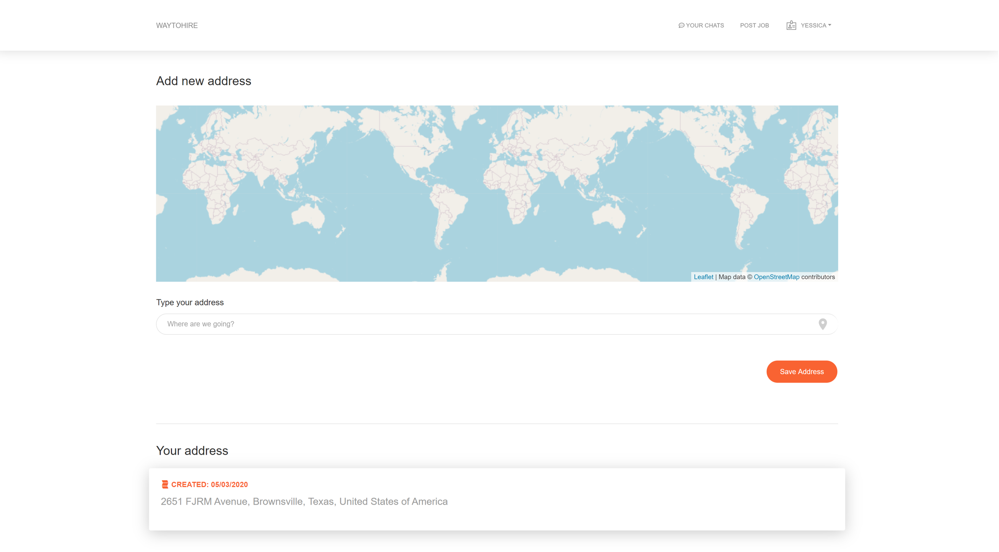 WAYTOHIRE
YOUR CHATS
POST JOB
YESSICA
Add new address
Leaflet | Map data © OpenStreetMap contributors
Type your address
Where are we going?
Save Address
Your address
CREATED: 05/03/2020
2651 FJRM Avenue, Brownsville, Texas, United States of America